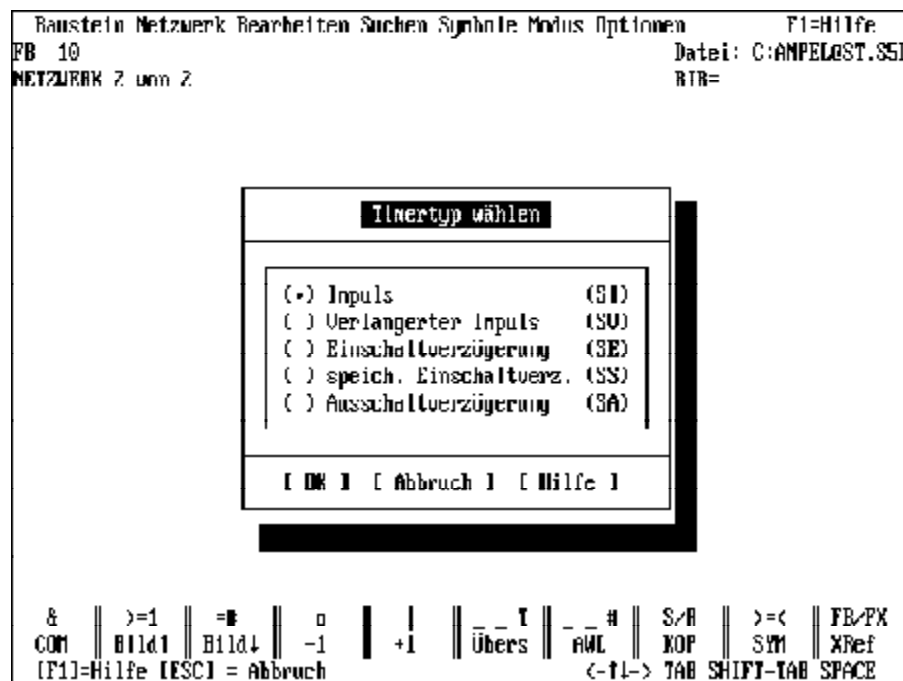 Baustein Netzwerk Bearbeiten Suchen Symbole Modus Optionen F1=Hilfe
FB 10 Datei: C:AMPEL@ST.S5D
NETZWERK 2 von 2 BIB=
Timertyp wählen
(•) Impuls (SI)
( ) Verlängerter Impuls (SV)
( ) Einschaltverzögerung (SE)
( ) speich. Einschaltverz. (SS)
( ) Ausschaltverzögerung (SA)
[ OK ] [ Abbruch ] [ Hilfe ]
& >=1 =# S/R >=< FB/FX
COM Bild↑ Bild↓ -1 +1 Übers AWL KOP SYM XRef
[F1]=Hilfe [ESC] = Abbruch <-↑↓-> TAB SHIFT-TAB SPACE